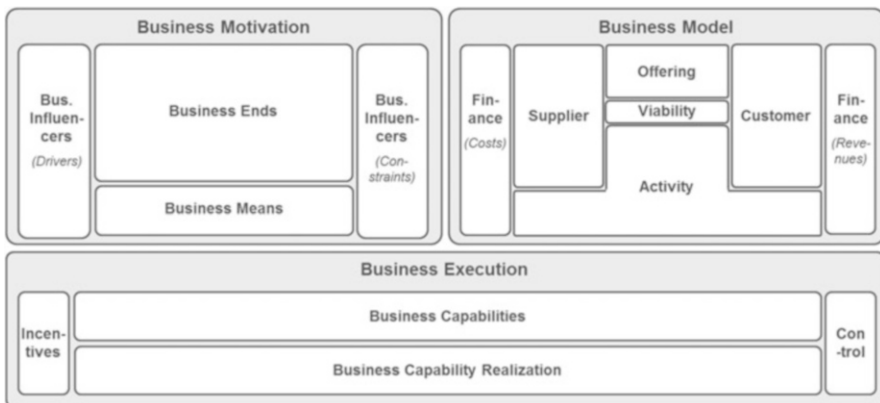 Business Motivation
Bus.
Influen-
cers
(Drivers)
Business Ends
Business Means
Bus.
Influen-
cers
(Con-
straints)
Business Model
Fin-
ance
(Costs)
Supplier
Offering
Viability
Activity
Customer
Fin-
ance
(Reve-
nues)
Business Execution
Incen-
tives
Business Capabilities
Business Capability Realization
Con
-trol